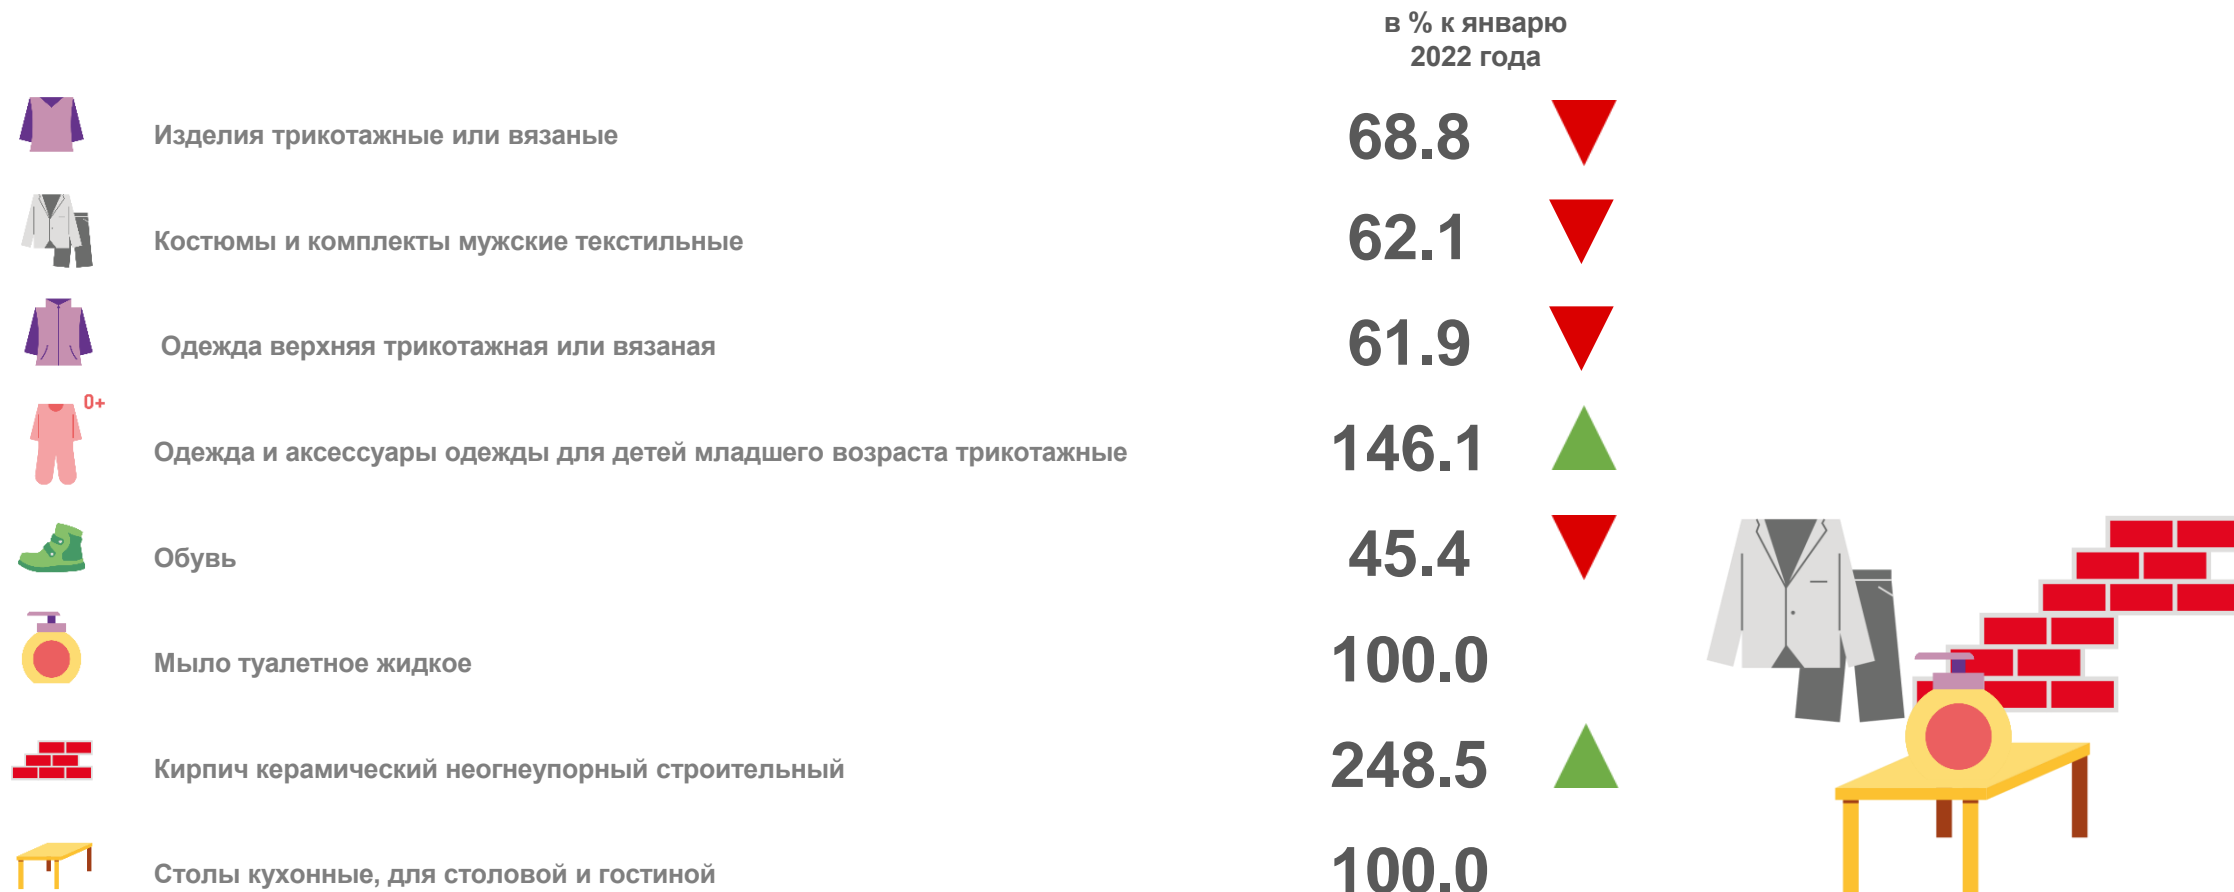 в % к январю
2022 года
Изделия трикотажные или вязаные
68.8
Костюмы и комплекты мужские текстильные
62.1
Одежда верхняя трикотажная или вязаная
61.9
0+
Одежда и аксессуары одежды для детей младшего возраста трикотажные
146.1
Обувь
45.4
Мыло туалетное жидкое
100.0
Кирпич керамический неогнеупорный строительный
248.5
Столы кухонные, для столовой и гостиной
100.0